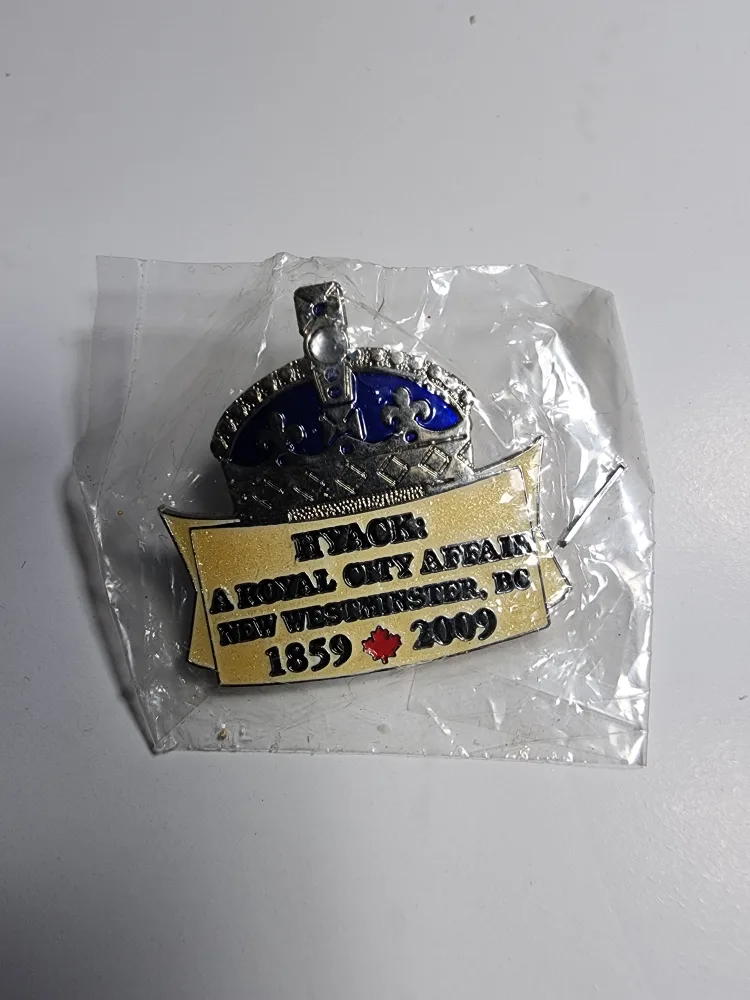 HYACK:
A ROYAL CITY AFFAIR
NEW WESTMINSTER, BC
1859 2009